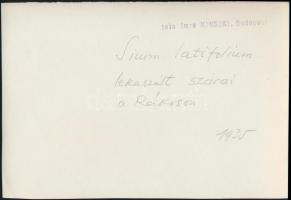 foto Imre KINSZKI, Budapest
Sium latifolium
lekaszált szárai
a Rákoson
1935